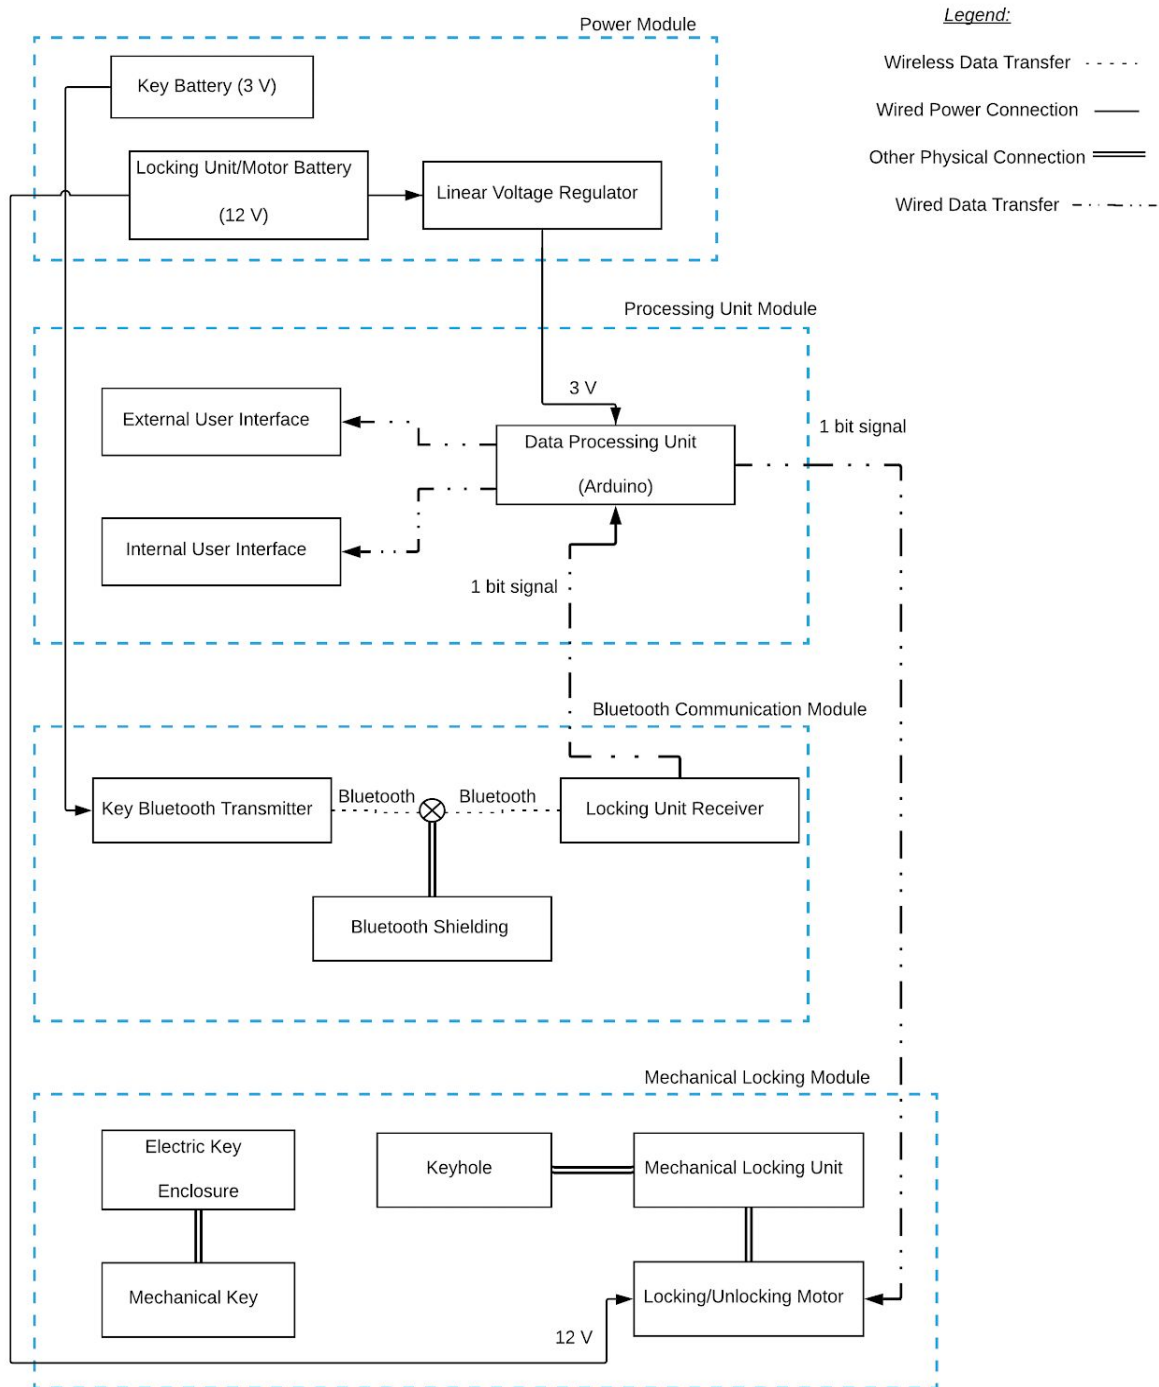 Legend:
Power Module
Wireless Data Transfer
Key Battery (3 V)
Wired Power Connection
Other Physical Connection
Locking Unit/Motor Battery
(12 V)
Linear Voltage Regulator
Wired Data Transfer
Processing Unit Module
3 V
External User Interface
1 bit signal
Data Processing Unit
(Arduino)
Internal User Interface
1 bit signal
Bluetooth Communication Module
Bluetooth
Bluetooth
Key Bluetooth Transmitter
Locking Unit Receiver
Bluetooth Shielding
Mechanical Locking Module
Electric Key
Enclosure
Keyhole
Mechanical Locking Unit
Mechanical Key
Locking/Unlocking Motor
12 V